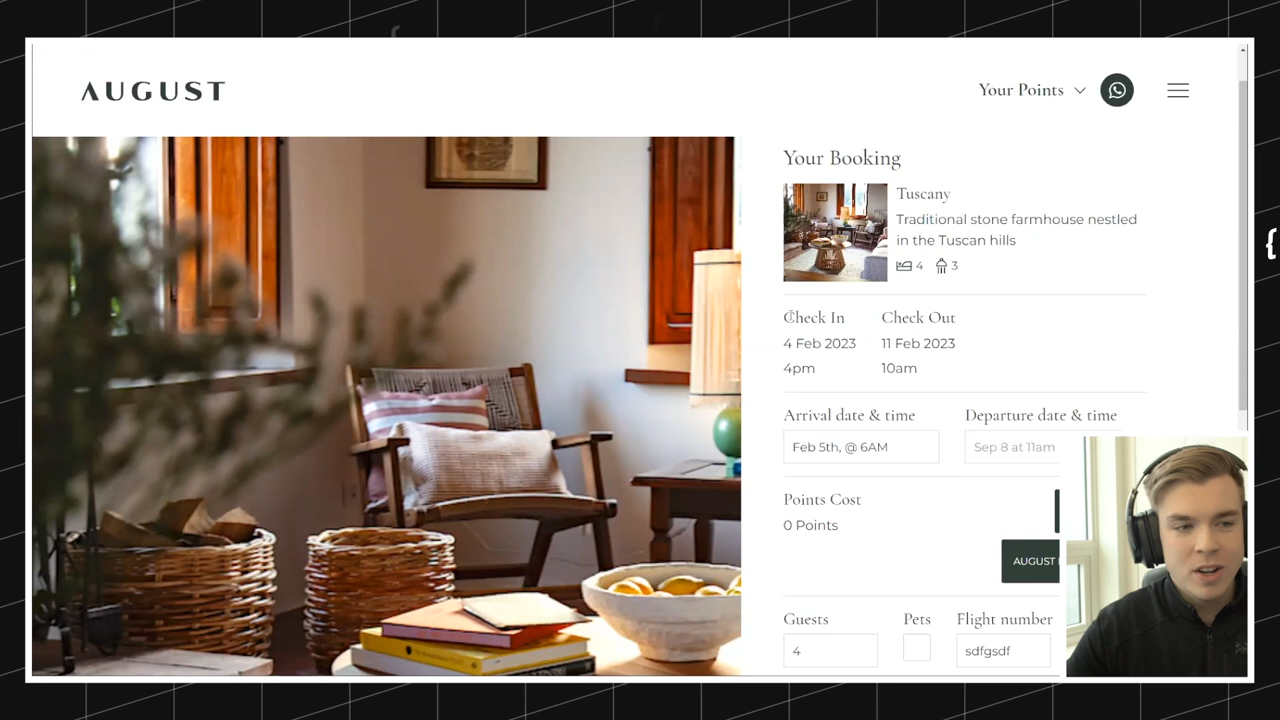 AUGUST
Your Points
Your Booking
Tuscany
Traditional stone farmhouse nestled
in the Tuscan hills
4 3
Check In Check Out
4 Feb 2023 11 Feb 2023
4pm 10am
Arrival date & time Departure date & time
Feb 5th, @ 6AM Sep 8 at 11am
Points Cost
0 Points
AUGUST
Guests Pets Flight number
4 sdfgsdf
{